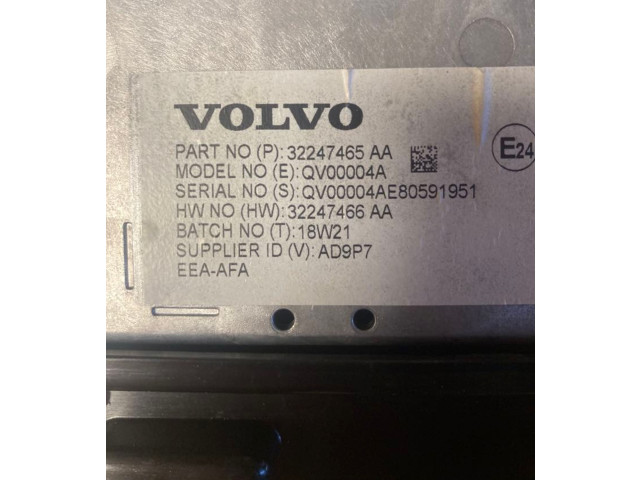 VOLVO
PART NO (P): 32247465 AA
MODEL NO (E): QV00004A
SERIAL NO (S): QV00004AE80591951
HW NO (HW): 32247466 AA
BATCH NO (T): 18W21
SUPPLIER ID (V): AD9P7
EEA-AFA
E24